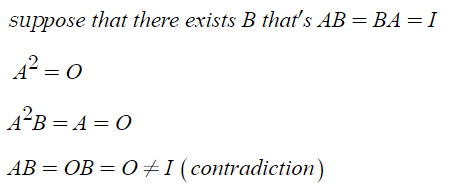 suppose that there exists B that's AB = BA = I
A² = O
A²B = A = O
AB = OB = O ≠ I (contradiction)